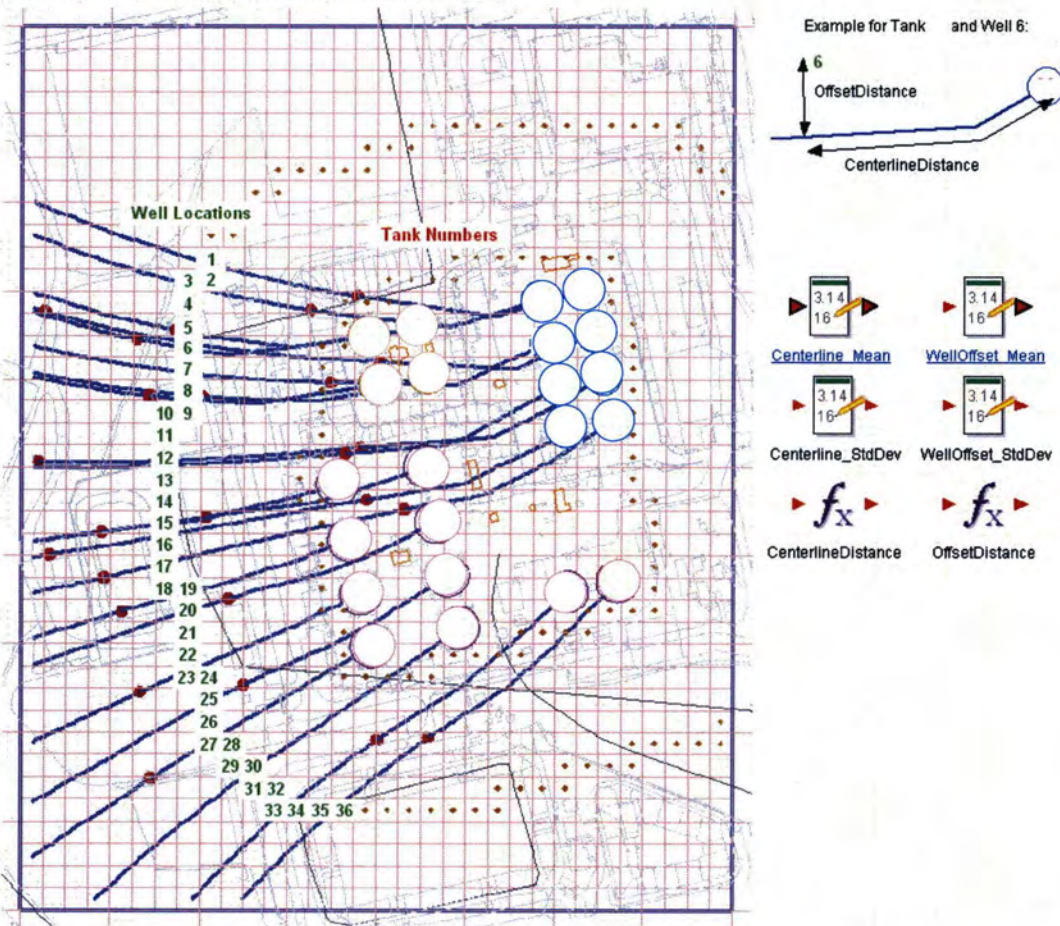 Example for Tank and Well 6:
6
OffsetDistance
CenterlineDistance
Well Locations
Tank Numbers
1
3 2
4
5
6
7
8
10 9
11
12
13
14
15
16
17
18 19
20
21
22
23 24
25
26
27 28
29 30
31 32
33 34 35 36
3.14
16
3.14
16
Centerline_Mean
WellOffset_Mean
3.14
16
3.14
16
Centerline_StdDev
WellOffset_StdDev
fx
fx
CenterlineDistance
OffsetDistance